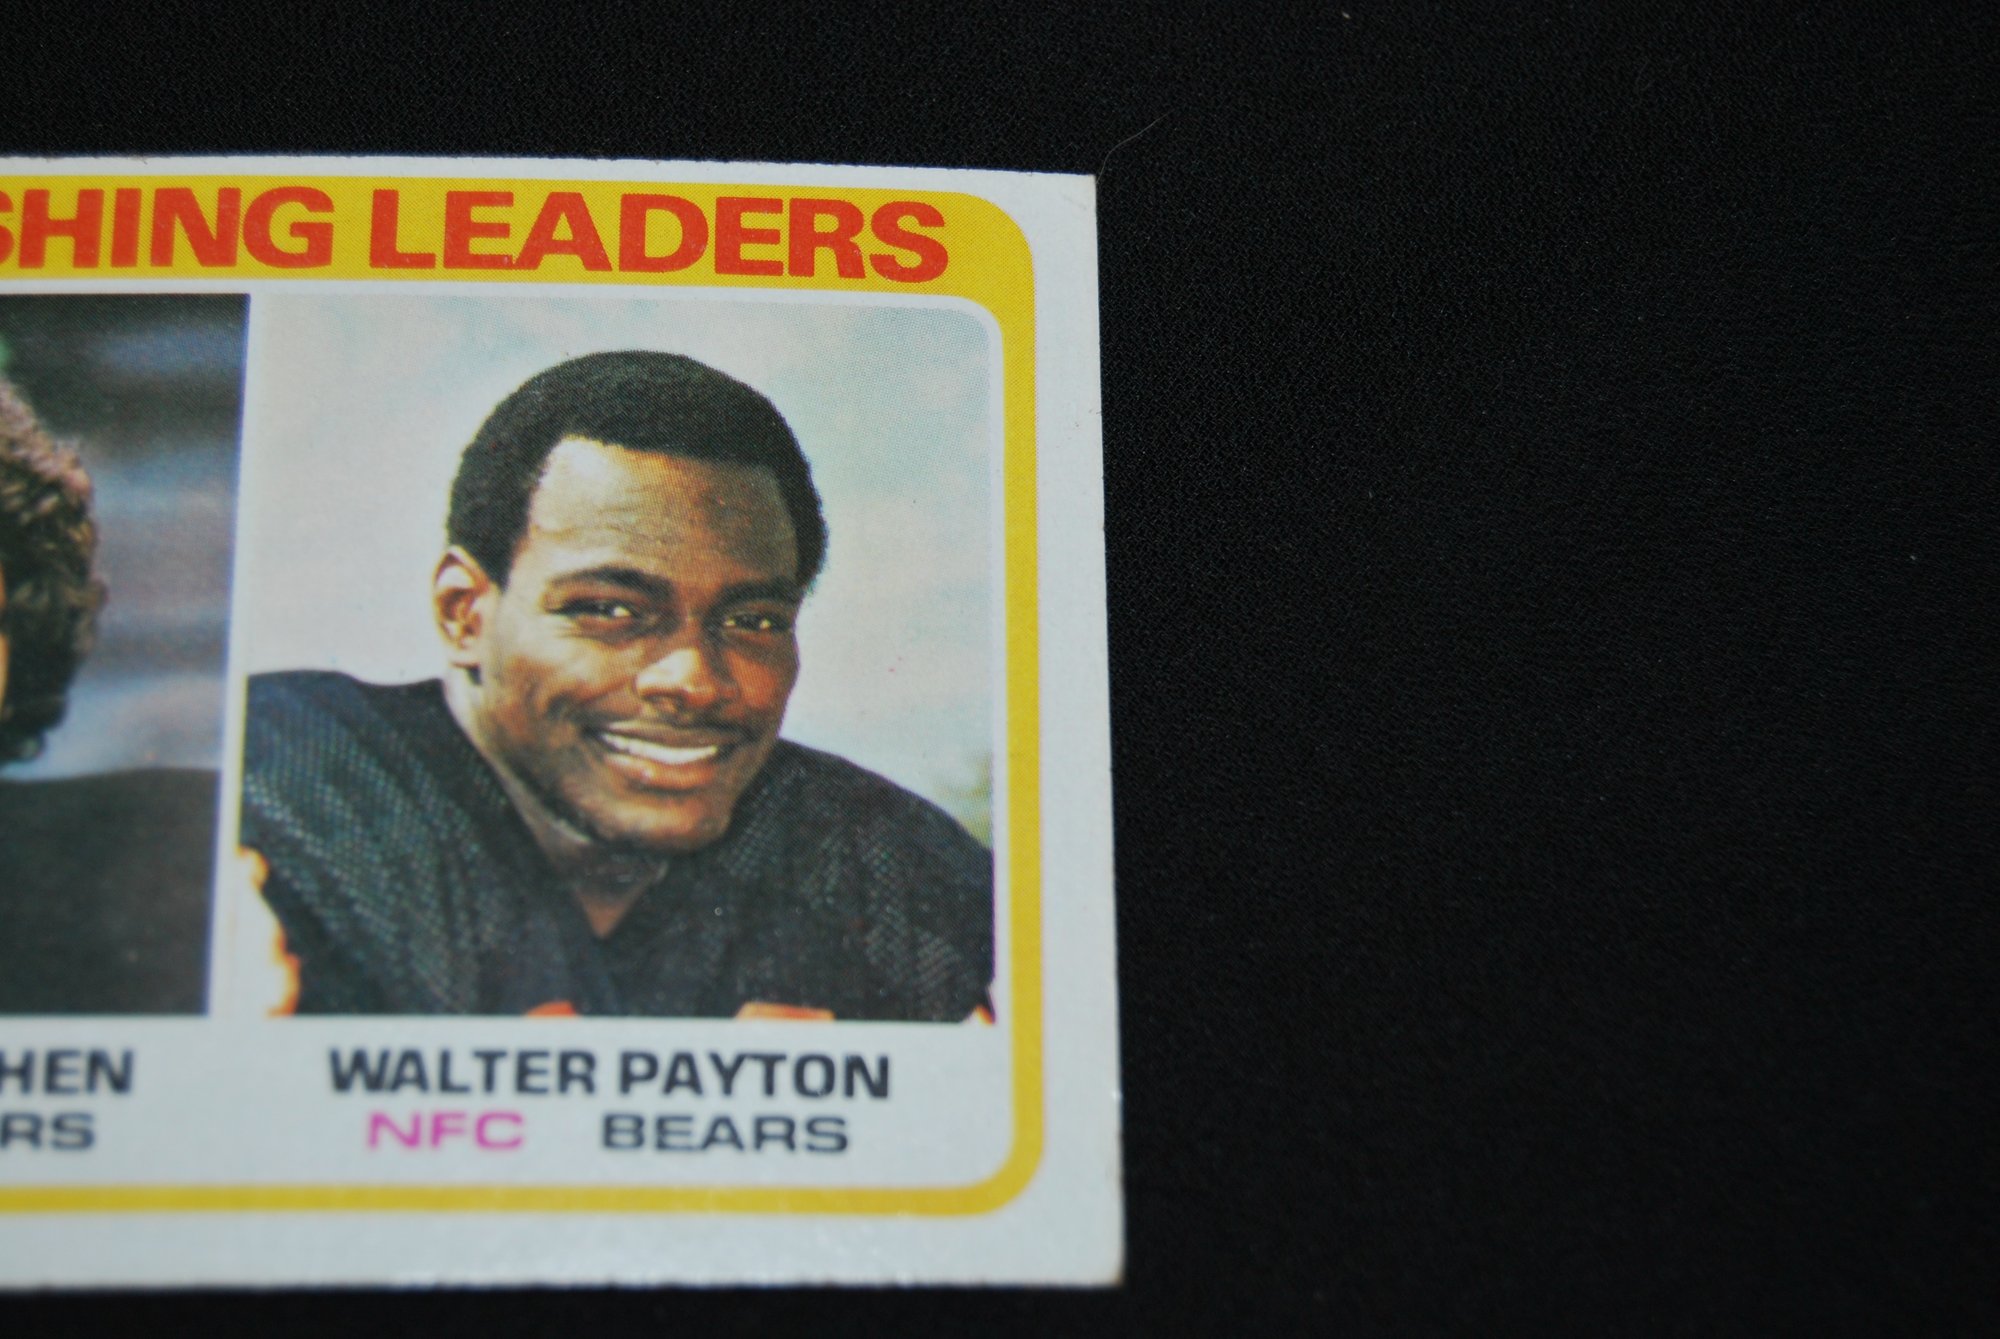 SHING LEADERS
HEN
RS
WALTER PAYTON
NFC BEARS